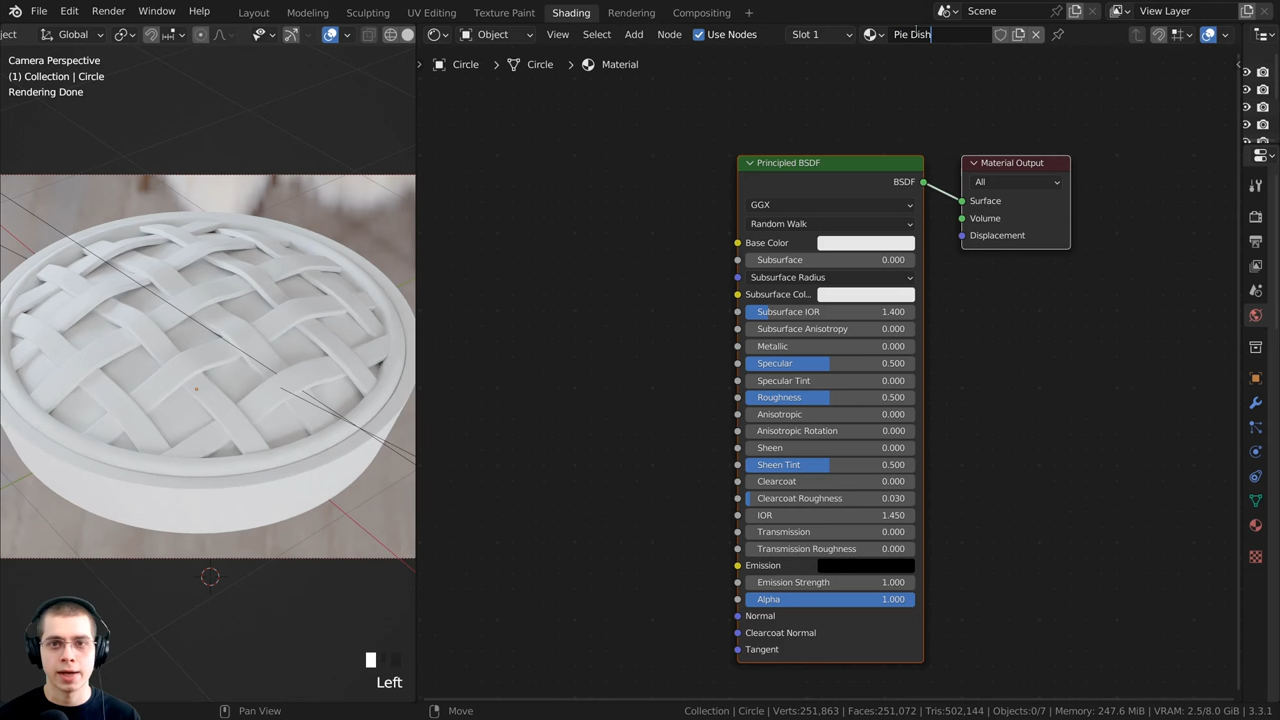 File Edit Render Window Help Layout Modeling Sculpting UV Editing Texture Paint Shading Rendering Compositing + Scene View Layer
ject Global Object View Select Add Node Use Nodes Slot 1 Pie Dish
Camera Perspective
(1) Collection | Circle
Rendering Done
Circle > Circle > Material
Principled BSDF
BSDF
GGX
Random Walk
Base Color
Subsurface 0.000
Subsurface Radius
Subsurface Col...
Subsurface IOR 1.400
Subsurface Anisotropy 0.000
Metallic 0.000
Specular 0.500
Specular Tint 0.000
Roughness 0.500
Anisotropic 0.000
Anisotropic Rotation 0.000
Sheen 0.000
Sheen Tint 0.500
Clearcoat 0.000
Clearcoat Roughness 0.030
IOR 1.450
Transmission 0.000
Transmission Roughness 0.000
Emission
Emission Strength 1.000
Alpha 1.000
Normal
Clearcoat Normal
Tangent
Material Output
All
Surface
Volume
Displacement
Left
Pan View Move Collection | Circle | Verts:251,863 | Faces:251,072 | Tris:502,144 | Objects:0/7 | Memory: 247.6 MiB | VRAM: 2.5/8.0 GiB | 3.3.1